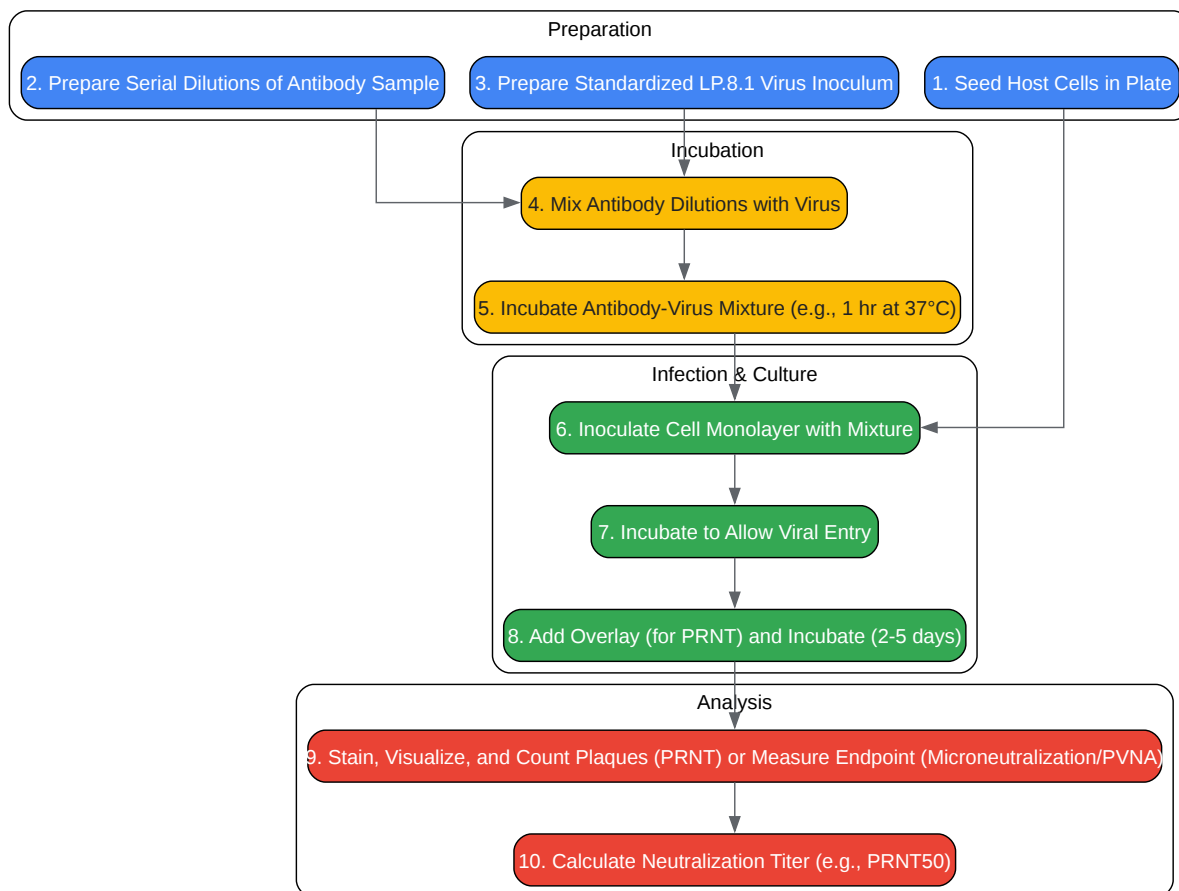 Preparation
2. Prepare Serial Dilutions of Antibody Sample
3. Prepare Standardized LP.8.1 Virus Inoculum
1. Seed Host Cells in Plate
Incubation
4. Mix Antibody Dilutions with Virus
5. Incubate Antibody-Virus Mixture (e.g., 1 hr at 37°C)
Infection & Culture
6. Inoculate Cell Monolayer with Mixture
7. Incubate to Allow Viral Entry
8. Add Overlay (for PRNT) and Incubate (2-5 days)
Analysis
9. Stain, Visualize, and Count Plaques (PRNT) or Measure Endpoint (Microneutralization/PVNA)
10. Calculate Neutralization Titer (e.g., PRNT50)